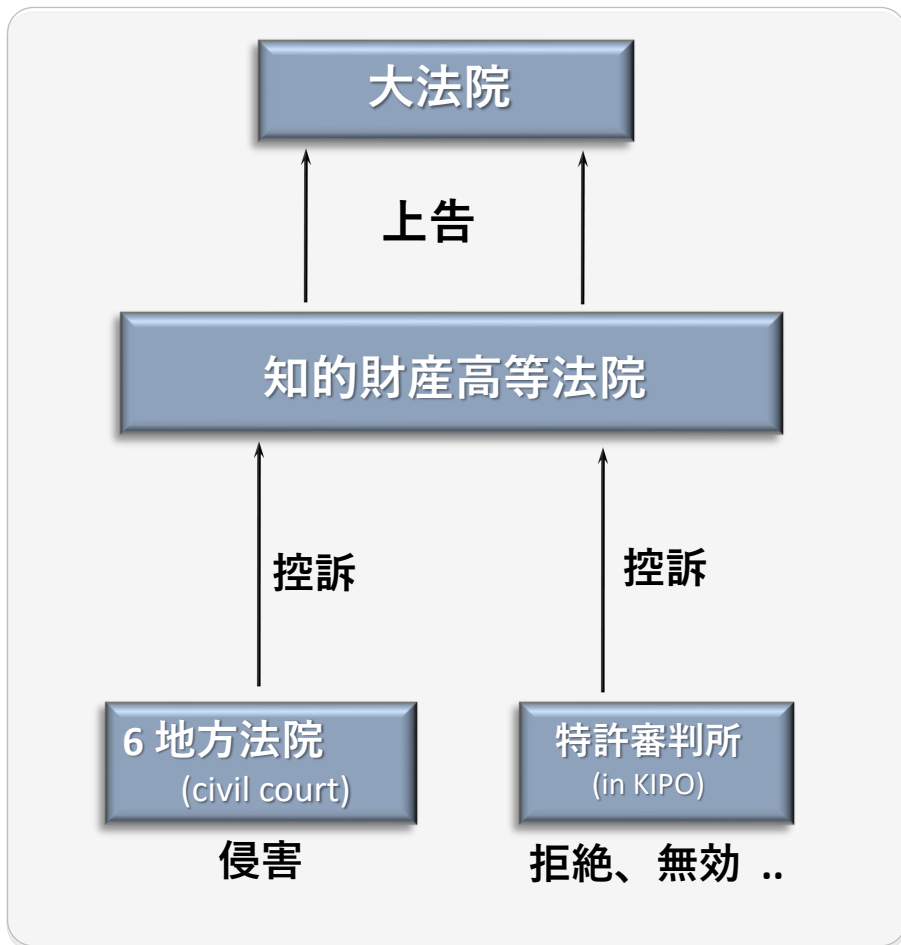 大法院
上告
知的財産高等法院
控訴
控訴
6 地方法院
(civil court)
特許審判所
(in KIPO)
侵害
拒絶、無効 ..